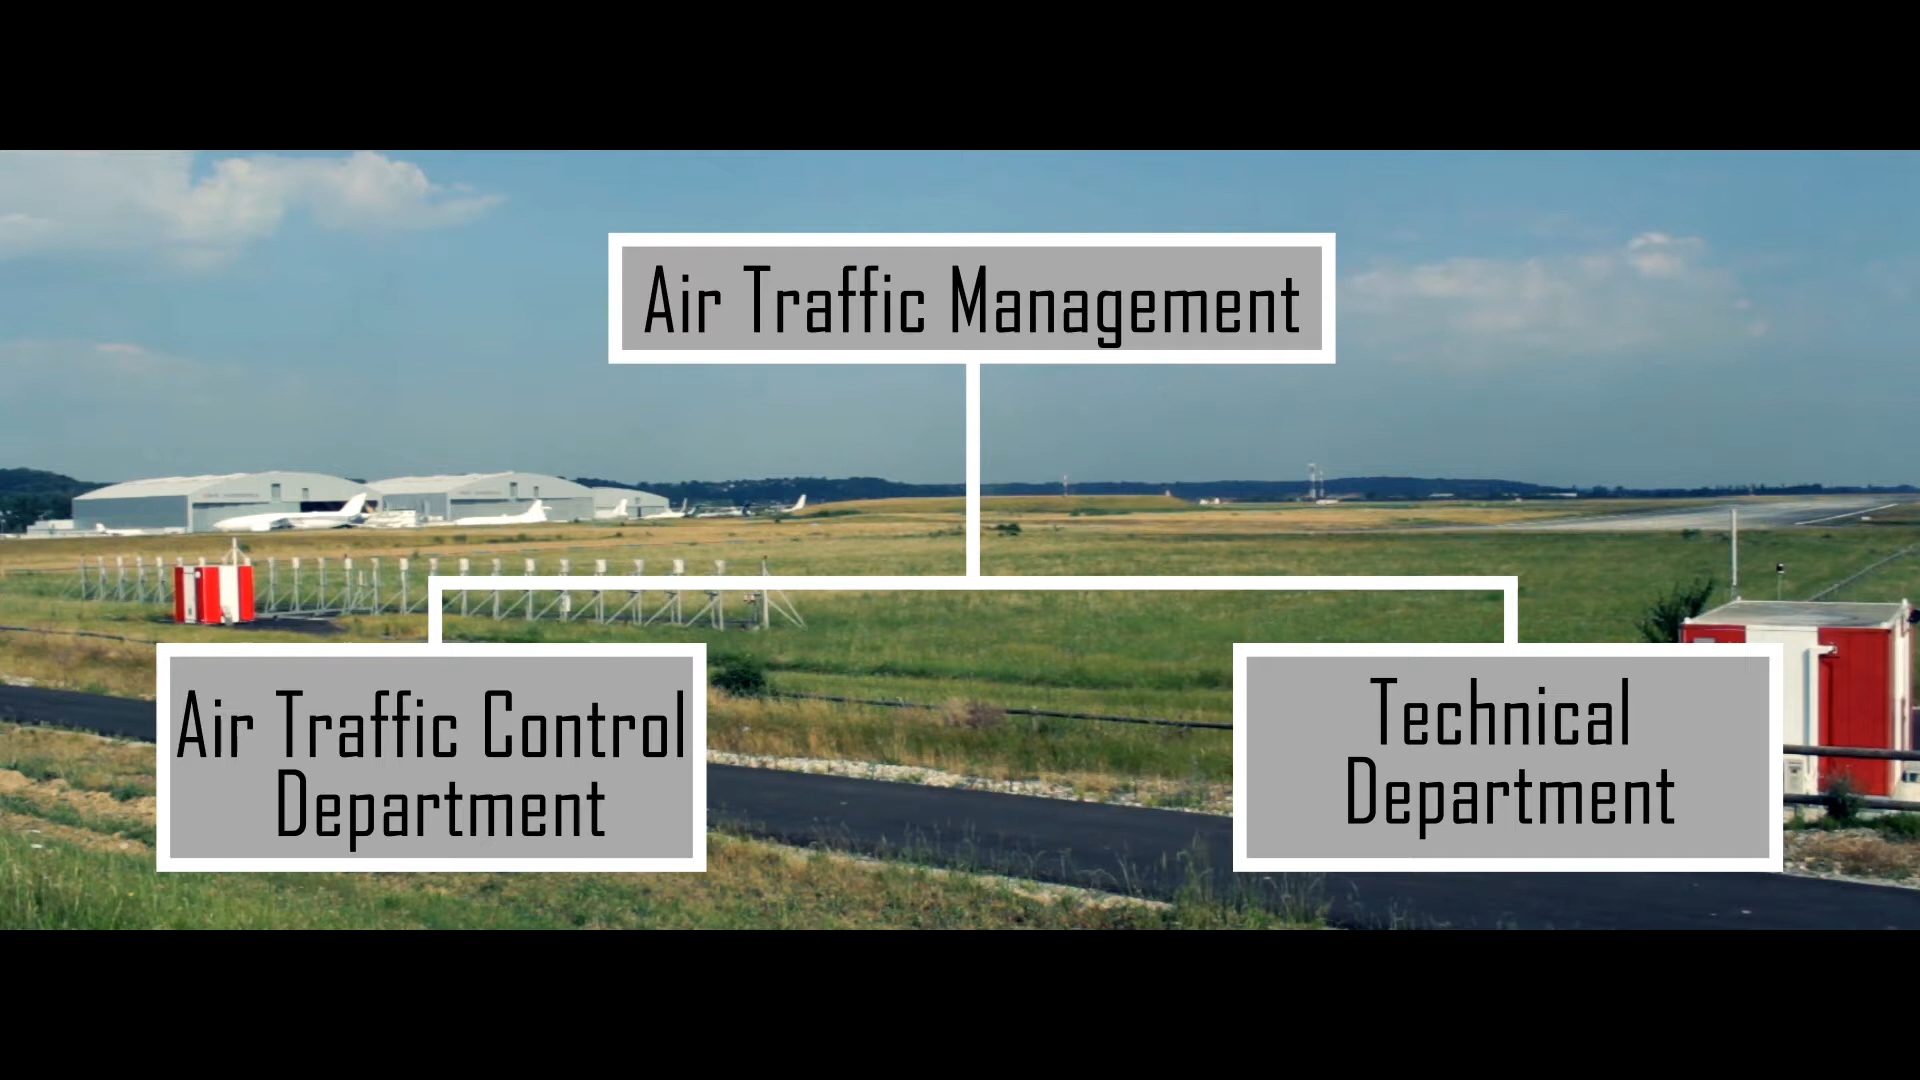 Air Traffic Management
Air Traffic Control
Department
Technical
Department